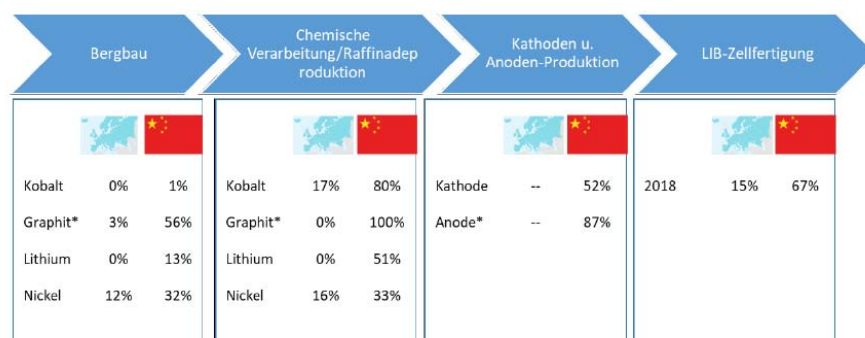 Bergbau
Chemische
Verarbeitung/Raffinadep
roduktion
Kathoden u.
Anoden-Produktion
LIB-Zellfertigung
Kobalt 0% 1%
Graphit* 3% 56%
Lithium 0% 13%
Nickel 12% 32%
Kobalt 17% 80%
Graphit* 0% 100%
Lithium 0% 51%
Nickel 16% 33%
Kathode -- 52%
Anode* -- 87%
2018 15% 67%